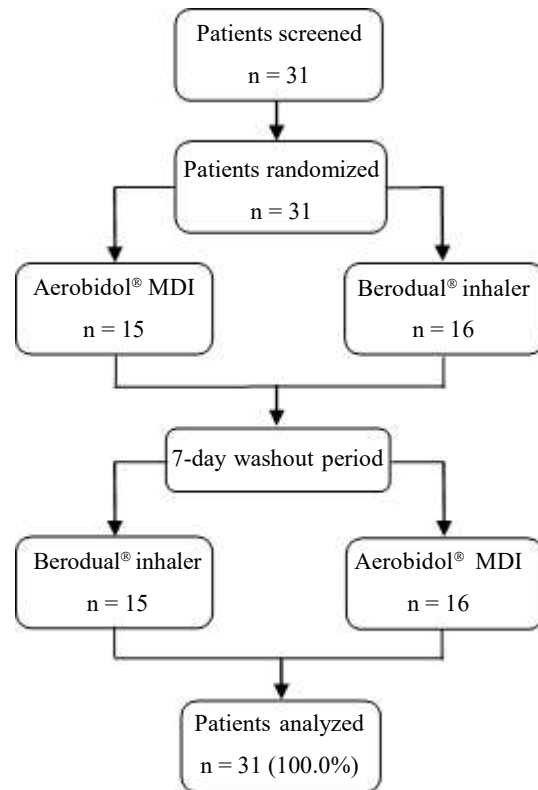 Patients screened
n = 31
Patients randomized
n = 31
Aerobidol® MDI
n = 15
Berodual® inhaler
n = 16
7-day washout period
Berodual® inhaler
n = 15
Aerobidol® MDI
n = 16
Patients analyzed
n = 31 (100.0%)